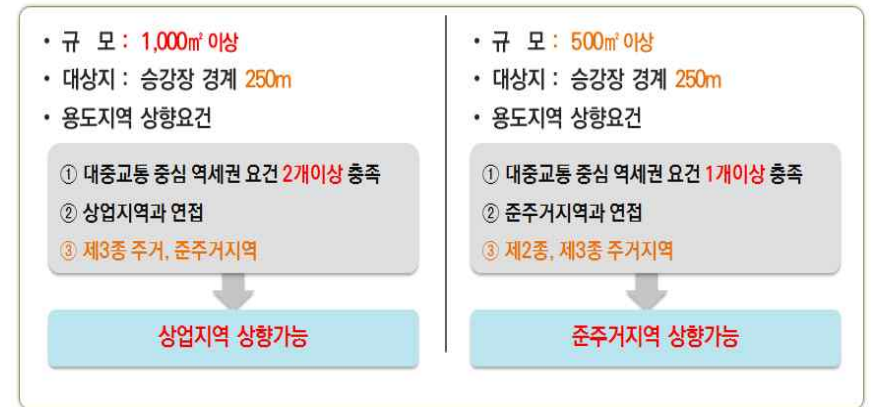 • 규 모 : 1,000㎡ 이상
• 대상지 : 승강장 경계 250m
• 용도지역 상향요건
① 대중교통 중심 역세권 요건 2개이상 충족
② 상업지역과 연접
③ 제3종 주거, 준주거지역
상업지역 상향가능
• 규 모 : 500㎡ 이상
• 대상지 : 승강장 경계 250m
• 용도지역 상향요건
① 대중교통 중심 역세권 요건 1개이상 충족
② 준주거지역과 연접
③ 제2종, 제3종 주거지역
준주거지역 상향가능